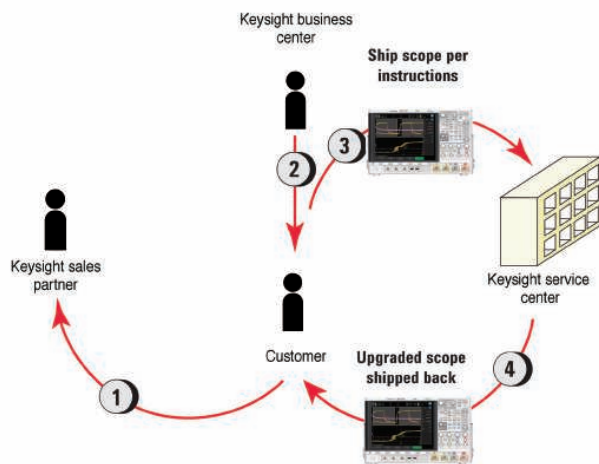 Keysight business
center
Ship scope per
instructions
3
2
Keysight sales
partner
Keysight service
center
Customer
Upgraded scope
shipped back
4
1